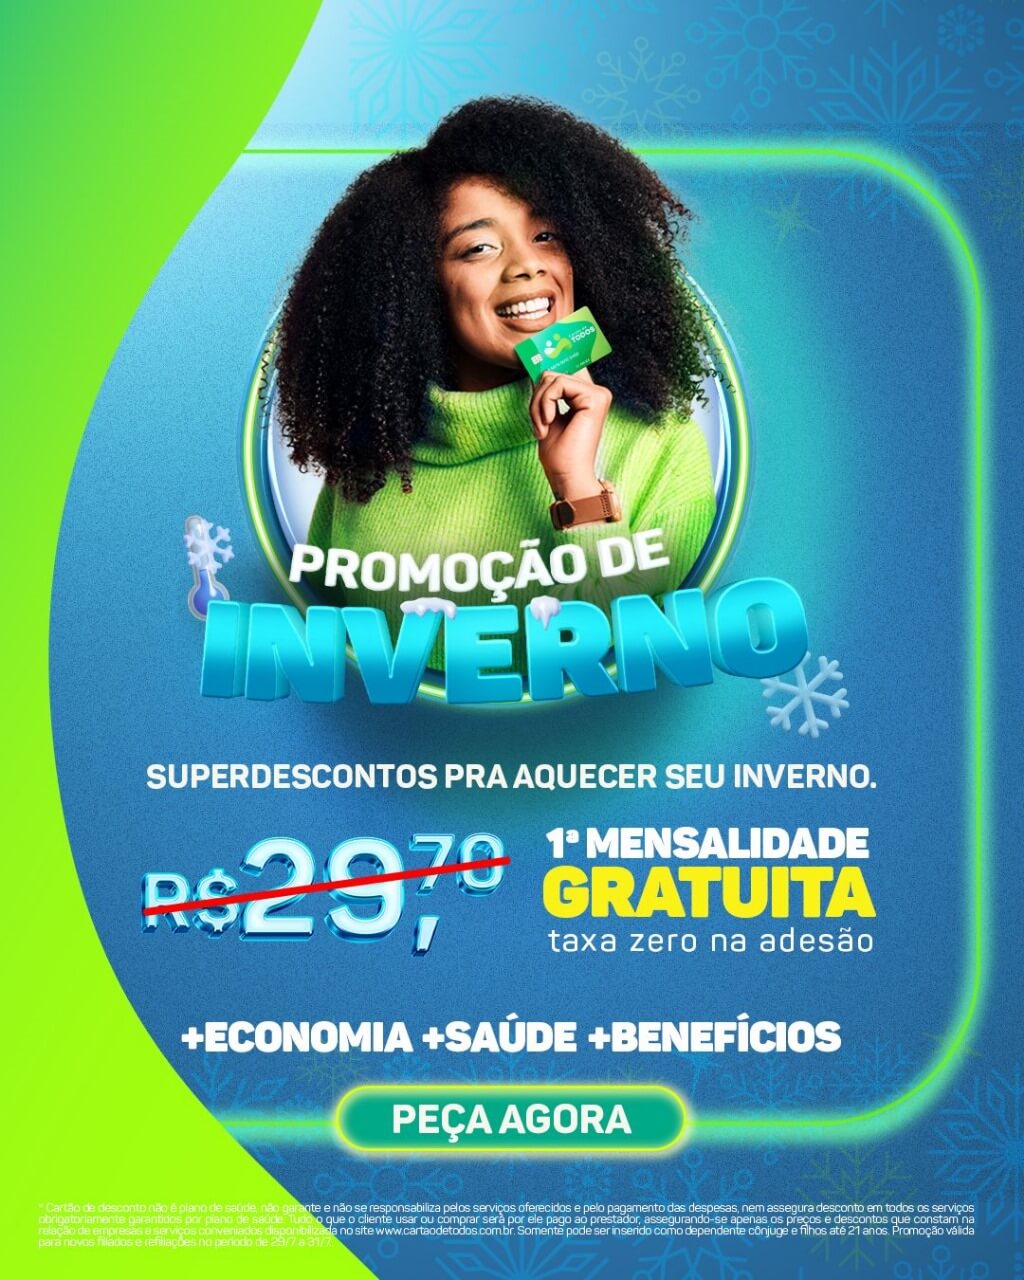 TODOS
PROMOÇÃO DE
INVERNO
SUPERDESCONTOS PRA AQUECER SEU INVERNO.
R$29,70
1ª MENSALIDADE
GRATUITA
taxa zero na adesão
+ECONOMIA +SAÚDE +BENEFÍCIOS
PEÇA AGORA
* Cartão de desconto não é plano de saúde, não garante e não se responsabiliza pelos serviços oferecidos e pelo pagamento das despesas, nem assegura desconto em todos os serviços
obrigatoriamente garantidos por plano de saúde. Tudo o que o cliente usar ou comprar será por ele pago ao prestador, assegurando-se apenas os preços e descontos que constam na
relação de empresas e serviços conveniados disponibilizada no site www.cartaodetodos.com.br. Somente pode ser inserido como dependente cônjuge e filhos até 21 anos. Promoção válida
para novos filiados e refiliações no período de 29/7 a 31/7.